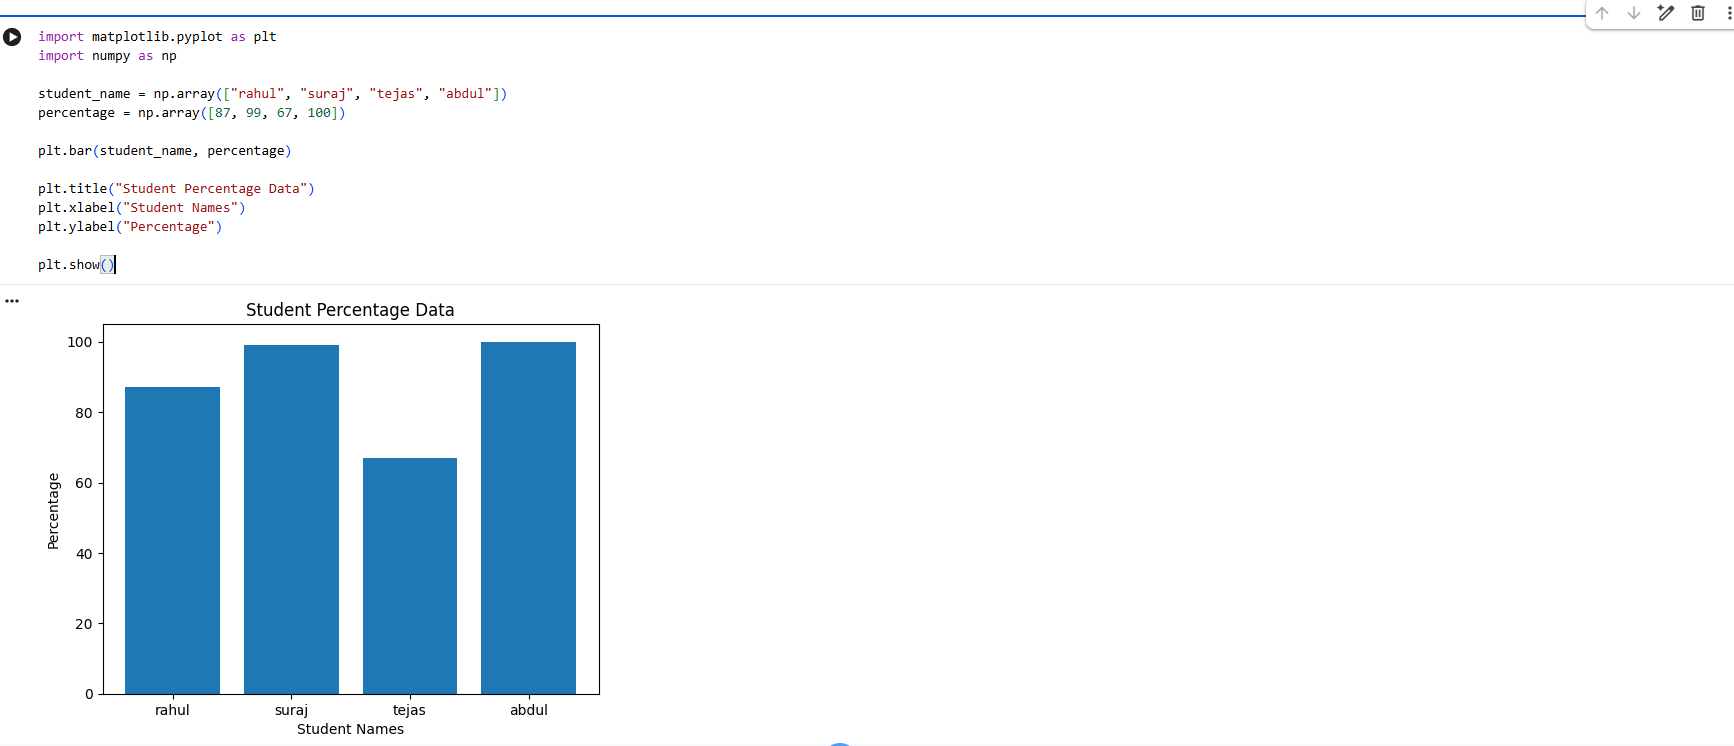 import matplotlib.pyplot as plt
import numpy as np
student_name = np.array(["rahul", "suraj", "tejas", "abdul"])
percentage = np.array([87, 99, 67, 100])
plt.bar(student_name, percentage)
plt.title("Student Percentage Data")
plt.xlabel("Student Names")
plt.ylabel("Percentage")
plt.show()
Student Percentage Data
100
80
60
40
20
0
Percentage
rahul suraj tejas abdul
Student Names